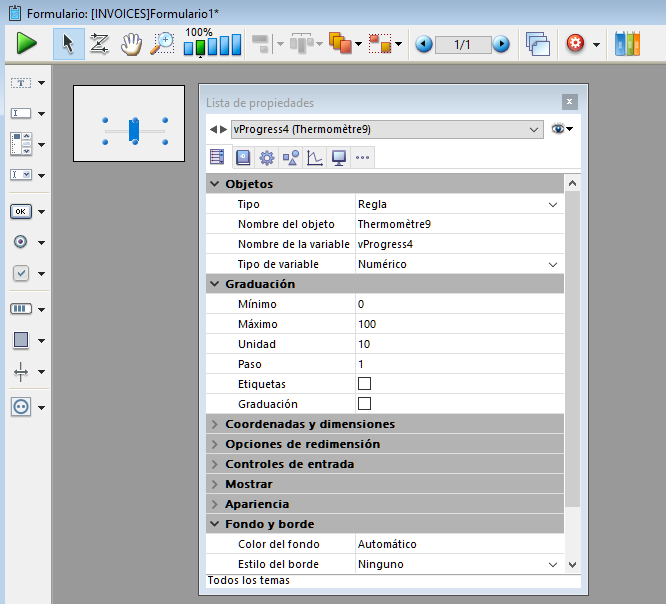 Formulario: [INVOICES]Formulario1*
100%
1/1
T
OK
Lista de propiedades
x
vProgress4 (Thermomètre9)
Objetos
Tipo Regla
Nombre del objeto Thermomètre9
Nombre de la variable vProgress4
Tipo de variable Numérico
Graduación
Mínimo 0
Máximo 100
Unidad 10
Paso 1
Etiquetas
Graduación
Coordenadas y dimensiones
Opciones de redimensión
Controles de entrada
Mostrar
Apariencia
Fondo y borde
Color del fondo Automático
Estilo del borde Ninguno
Todos los temas